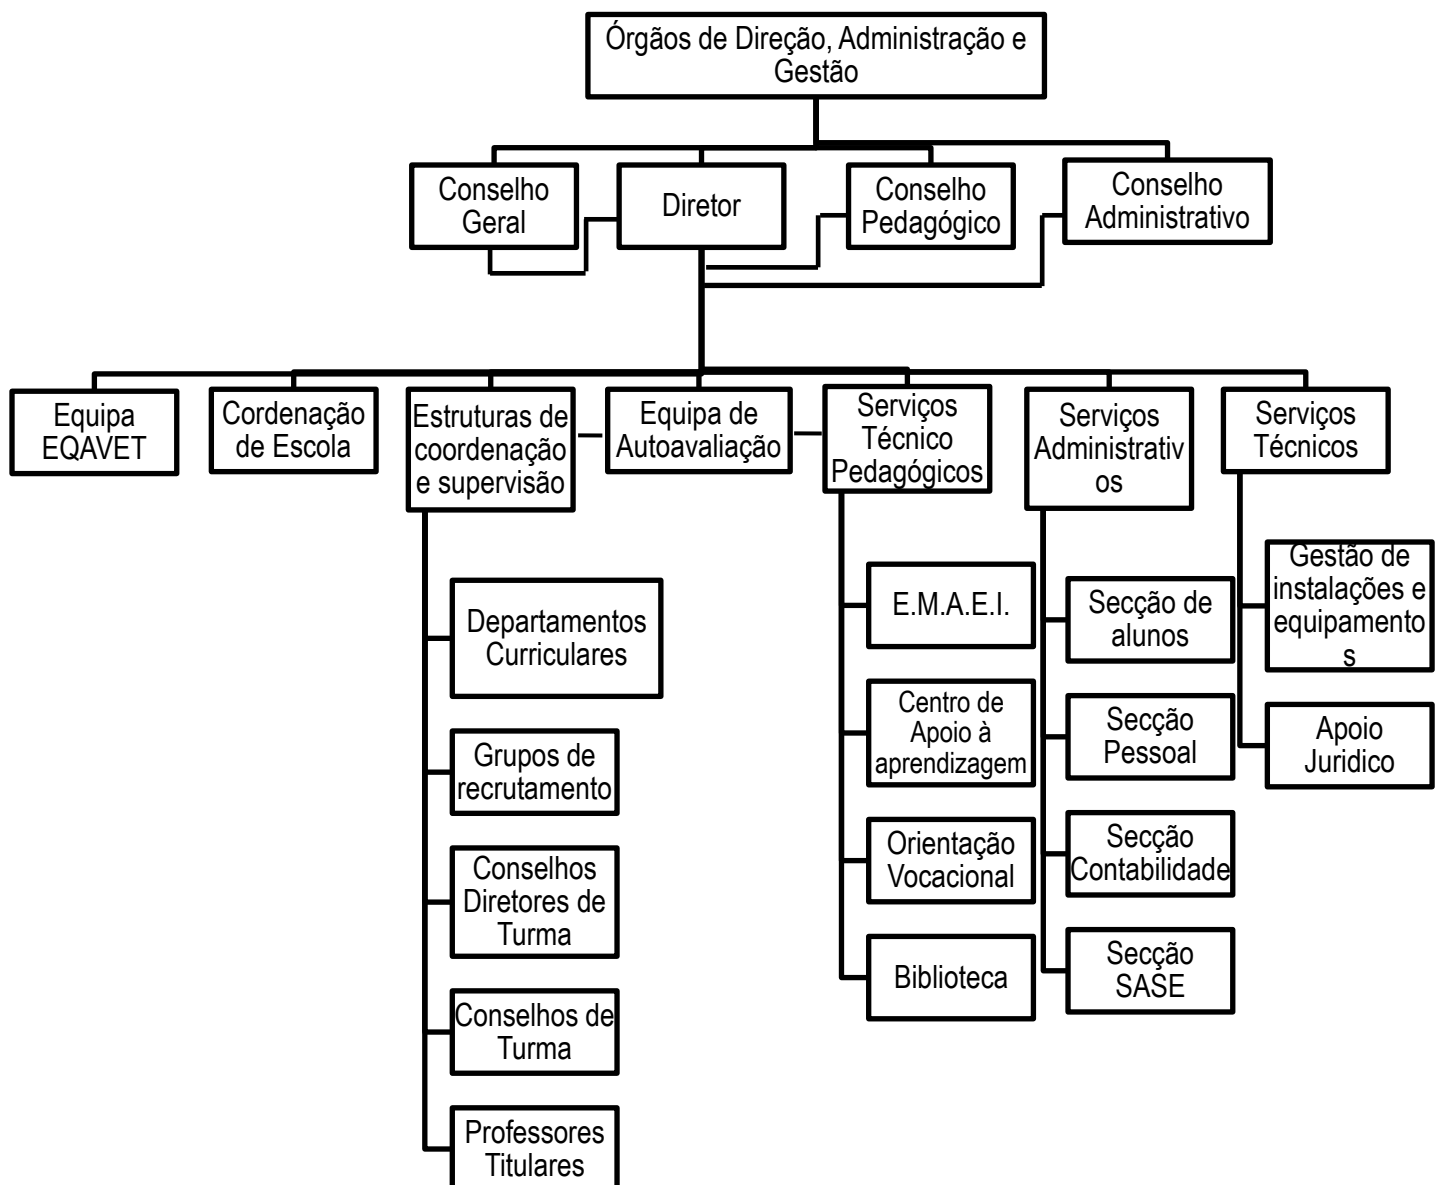 Órgãos de Direção, Administração e
Gestão
Conselho
Geral
Diretor
Conselho
Pedagógico
Conselho
Administrativo
Equipa
EQAVET
Cordenação
de Escola
Estruturas de
coordenação
e supervisão
Equipa de
Autoavaliação
Serviços
Técnico
Pedagógicos
Serviços
Administrativ
os
Serviços
Técnicos
Departamentos
Curriculares
Grupos de
recrutamento
Conselhos
Diretores de
Turma
Conselhos de
Turma
Professores
Titulares
E.M.A.E.I.
Centro de
Apoio à
aprendizagem
Orientação
Vocacional
Biblioteca
Secção de
alunos
Secção
Pessoal
Secção
Contabilidade
Secção
SASE
Gestão de
instalações e
equipamento
s
Apoio
Juridico